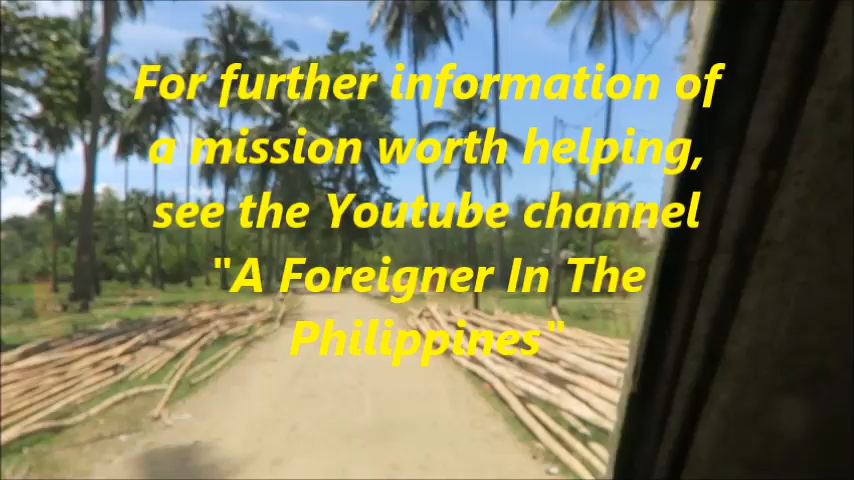 For further information of
a mission worth helping,
see the Youtube channel
"A Foreigner In The
Philippines"